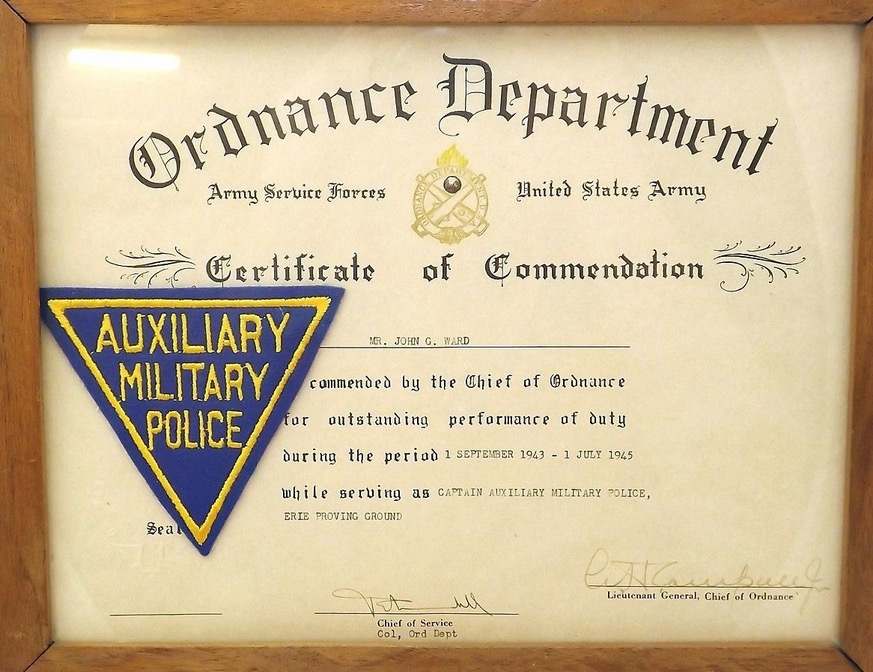 Ordnance Department
Army Service Forces United States Army
ORDNANCE DEPARTMENT U.S.A.
Certificate of Commendation
AUXILIARY
MILITARY
POLICE
MR. JOHN G. WARD
commended by the Chief of Ordnance
for outstanding performance of duty
during the period 1 SEPTEMBER 1943 - 1 JULY 1945
while serving as CAPTAIN AUXILIARY MILITARY POLICE,
ERIE PROVING GROUND
Seal
Lieutenant General, Chief of Ordnance
Chief of Service
Col, Ord Dept